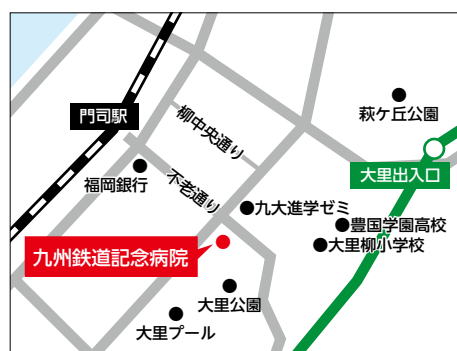 萩ケ丘公園
門司駅
柳中央通り
大里出入口
福岡銀行
不老通り
九大進学ゼミ
豊国学園高校
大里柳小学校
九州鉄道記念病院
大里公園
大里プール